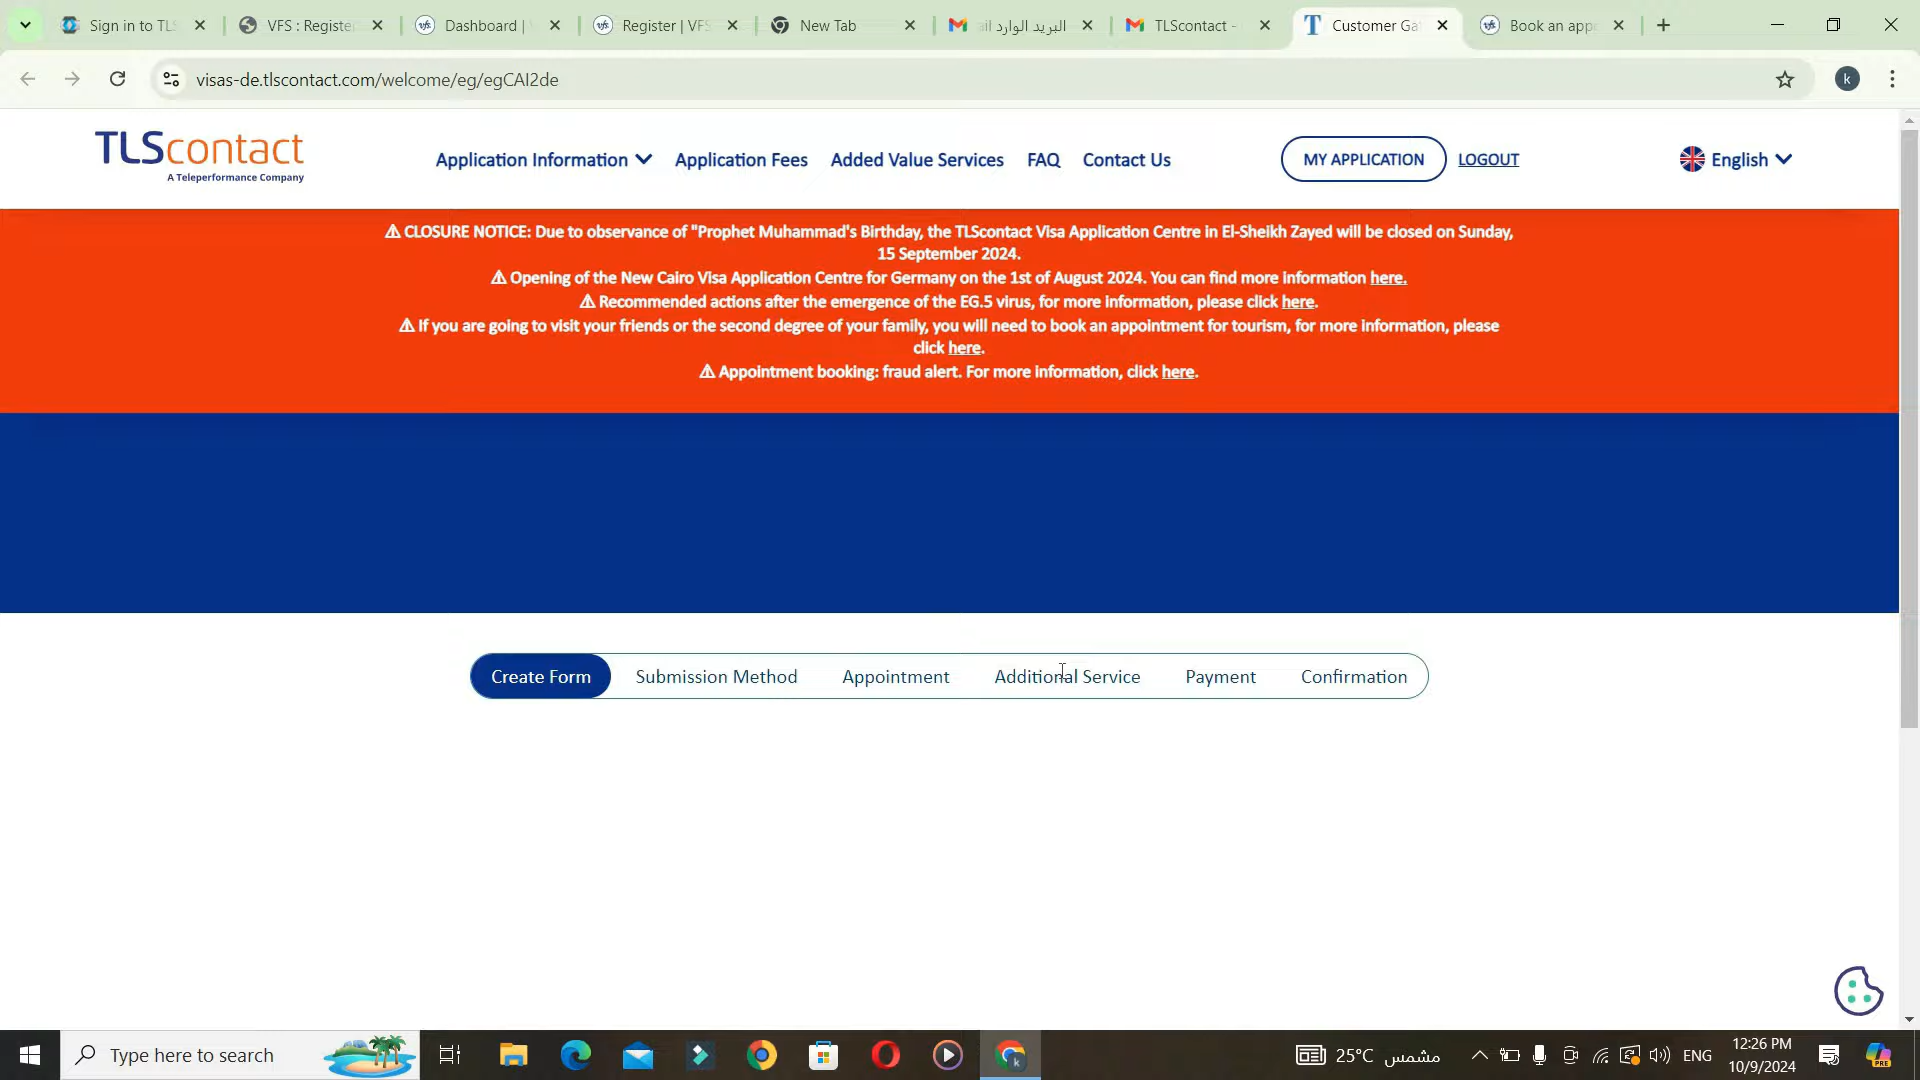 Sign in to TLS
VFS : Registe
Dashboard |
Register | VFS
New Tab
البريد الوارد
TLScontact -
Customer Ga
Book an appo
visas-de.tlscontact.com/welcome/eg/egCAI2de
k
TLScontact
A Teleperformance Company
Application Information
Application Fees
Added Value Services
FAQ
Contact Us
MY APPLICATION
LOGOUT
English
⚠ CLOSURE NOTICE: Due to observance of "Prophet Muhammad's Birthday, the TLScontact Visa Application Centre in El-Sheikh Zayed will be closed on Sunday,
15 September 2024.
⚠ Opening of the New Cairo Visa Application Centre for Germany on the 1st of August 2024. You can find more information here.
⚠ Recommended actions after the emergence of the EG.5 virus, for more information, please click here.
⚠ If you are going to visit your friends or the second degree of your family, you will need to book an appointment for tourism, for more information, please
click here.
⚠ Appointment booking: fraud alert. For more information, click here.
Create Form
Submission Method
Appointment
Additional Service
Payment
Confirmation
Type here to search
25°C مشمس
ENG
12:26 PM
10/9/2024